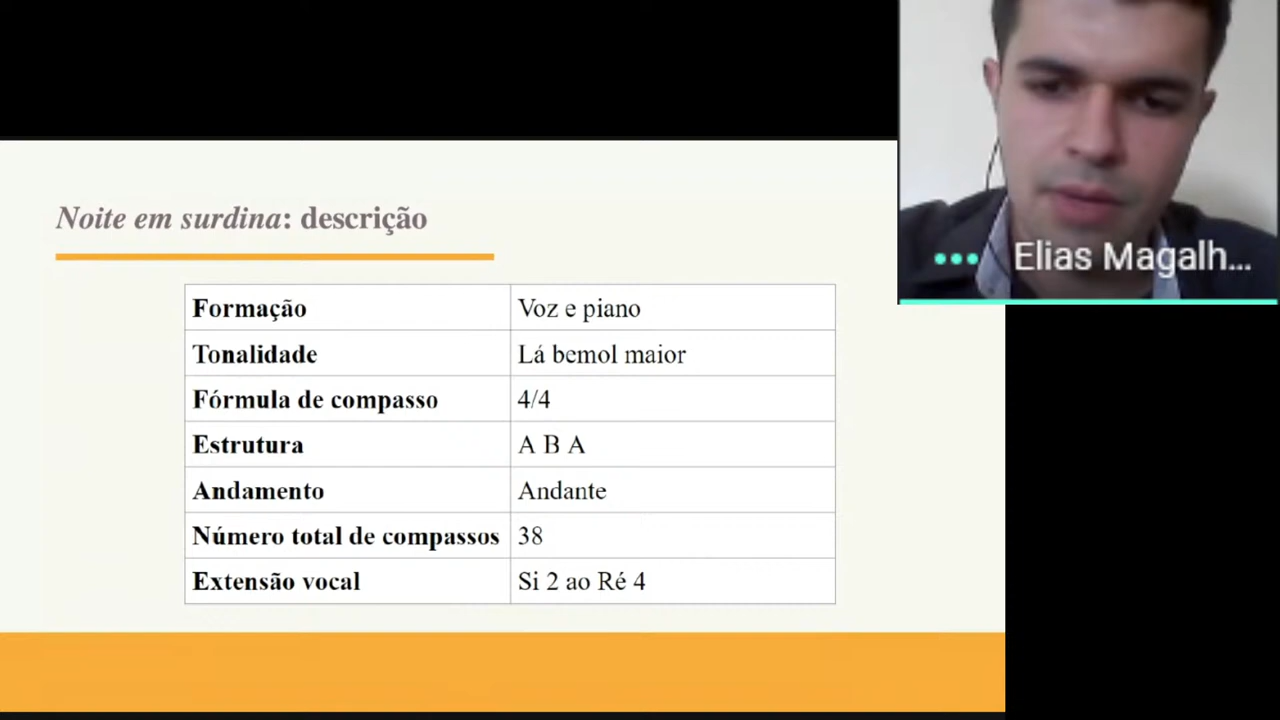 Noite em surdina: descrição
Formação Voz e piano
Tonalidade Lá bemol maior
Fórmula de compasso 4/4
Estrutura A B A
Andamento Andante
Número total de compassos 38
Extensão vocal Si 2 ao Ré 4
Elias Magalh...